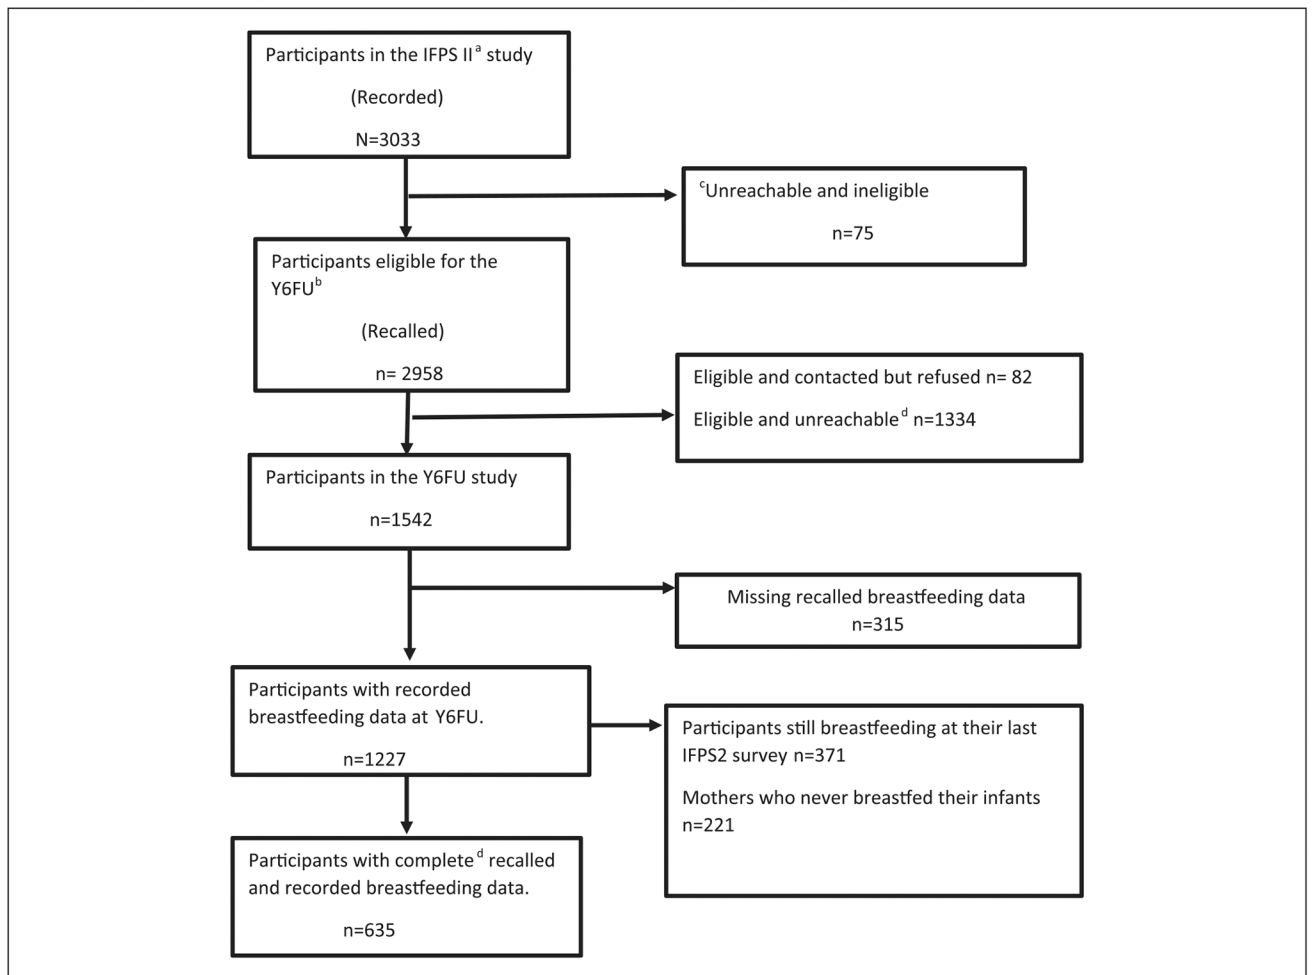 Participants in the IFPS IIª study
(Recorded)
N=3033
ᶜUnreachable and ineligible
n=75
Participants eligible for the
Y6FUᵇ
(Recalled)
n= 2958
Eligible and contacted but refused n= 82
Eligible and unreachableᵈ n=1334
Participants in the Y6FU study
n=1542
Missing recalled breastfeeding data
n=315
Participants with recorded
breastfeeding data at Y6FU.
n=1227
Participants still breastfeeding at their last
IFPS2 survey n=371
Mothers who never breastfed their infants
n=221
Participants with completeᵈ recalled
and recorded breastfeeding data.
n=635